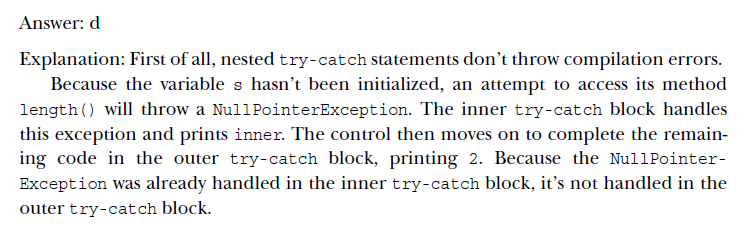 Answer: d
Explanation: First of all, nested try-catch statements don’t throw compilation errors.
Because the variable s hasn’t been initialized, an attempt to access its method
length() will throw a NullPointerException. The inner try-catch block handles
this exception and prints inner. The control then moves on to complete the remain-
ing code in the outer try-catch block, printing 2. Because the NullPointer-
Exception was already handled in the inner try-catch block, it’s not handled in the
outer try-catch block.